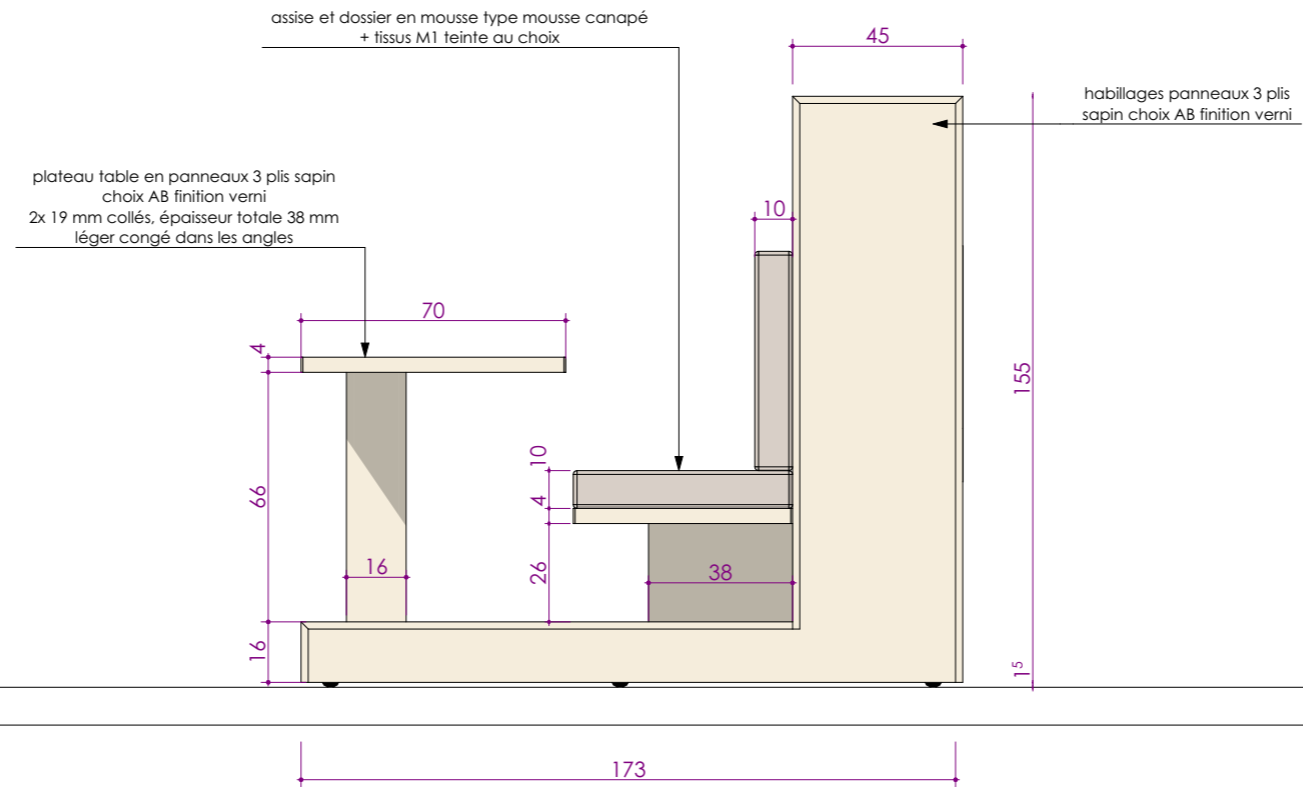 assise et dossier en mousse type mousse canapé
+ tissus M1 teinte au choix
45
habillages panneaux 3 plis
sapin choix AB finition verni
plateau table en panneaux 3 plis sapin
choix AB finition verni
2x 19 mm collés, épaisseur totale 38 mm
léger congé dans les angles
10
70
4
155
10
4
66
16
26
38
16
1⁵
173